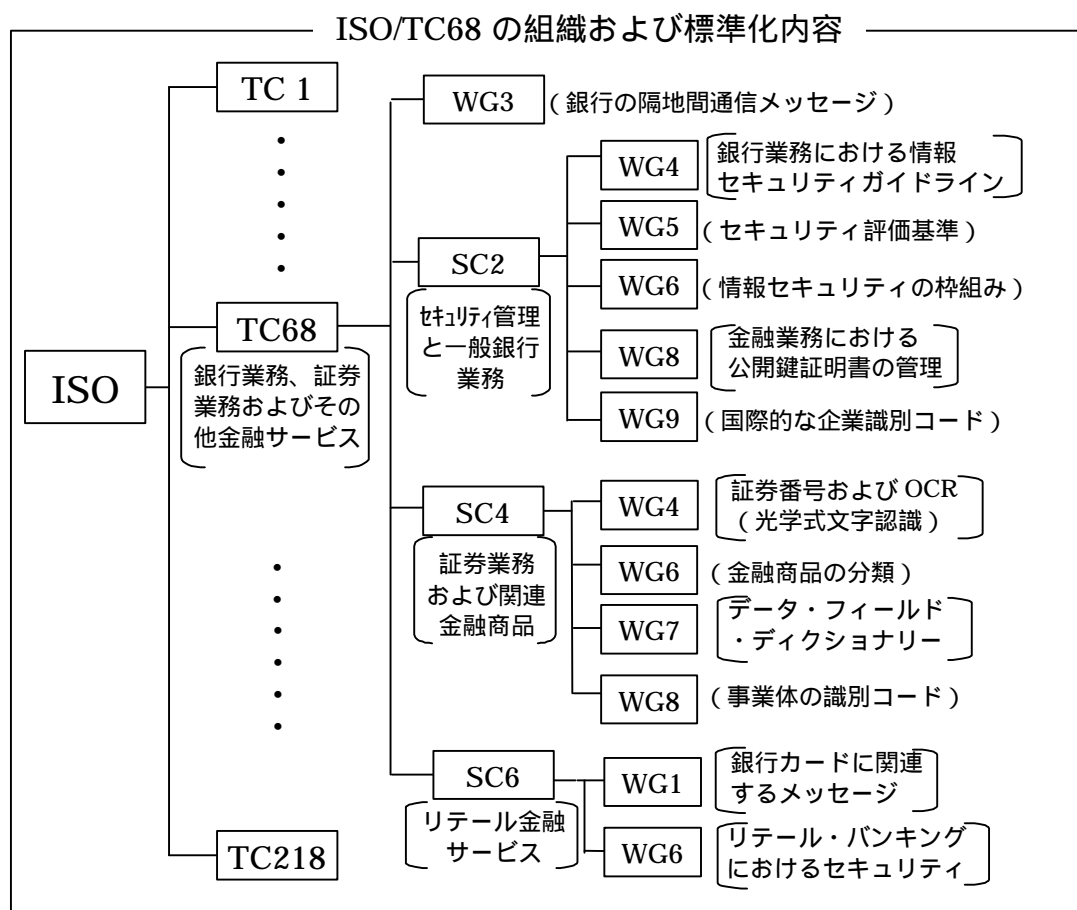 ISO/TC68 の組織および標準化内容
TC 1
WG3
(銀行の隔地間通信メッセージ)
WG4
銀行業務における情報
セキュリティガイドライン
WG5
(セキュリティ評価基準)
SC2
セキュリティ管理
と一般銀行
業務
WG6
(情報セキュリティの枠組み)
TC68
銀行業務、証券
業務およびその
他金融サービス
WG8
金融業務における
公開鍵証明書の管理
ISO
WG9
(国際的な企業識別コード)
SC4
証券業務
および関連
金融商品
WG4
証券番号および OCR
(光学式文字認識)
WG6
(金融商品の分類)
WG7
データ・フィールド
・ディクショナリー
WG8
(事業体の識別コード)
SC6
リテール金融
サービス
WG1
銀行カードに関連
するメッセージ
WG6
リテール・バンキング
におけるセキュリティ
TC218